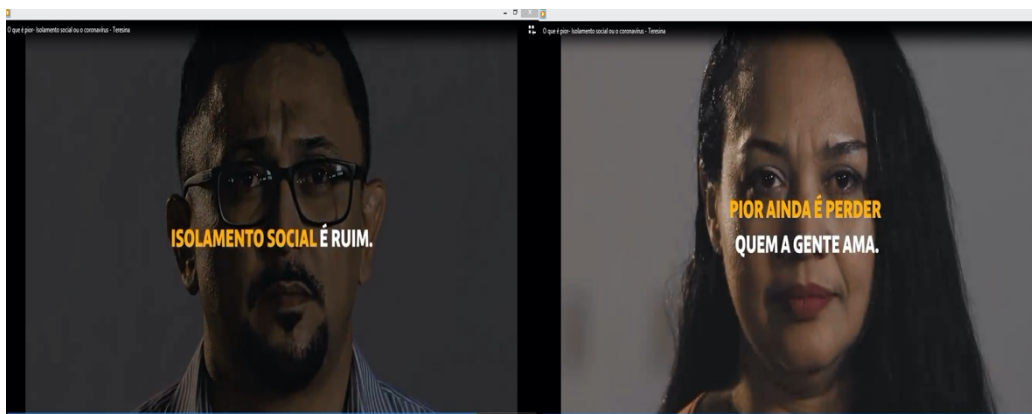 O que é pior- Isolamento social ou o coronavírus - Teresina
ISOLAMENTO SOCIAL É RUIM.
O que é pior- Isolamento social ou o coronavírus - Teresina
PIOR AINDA É PERDER
QUEM A GENTE AMA.